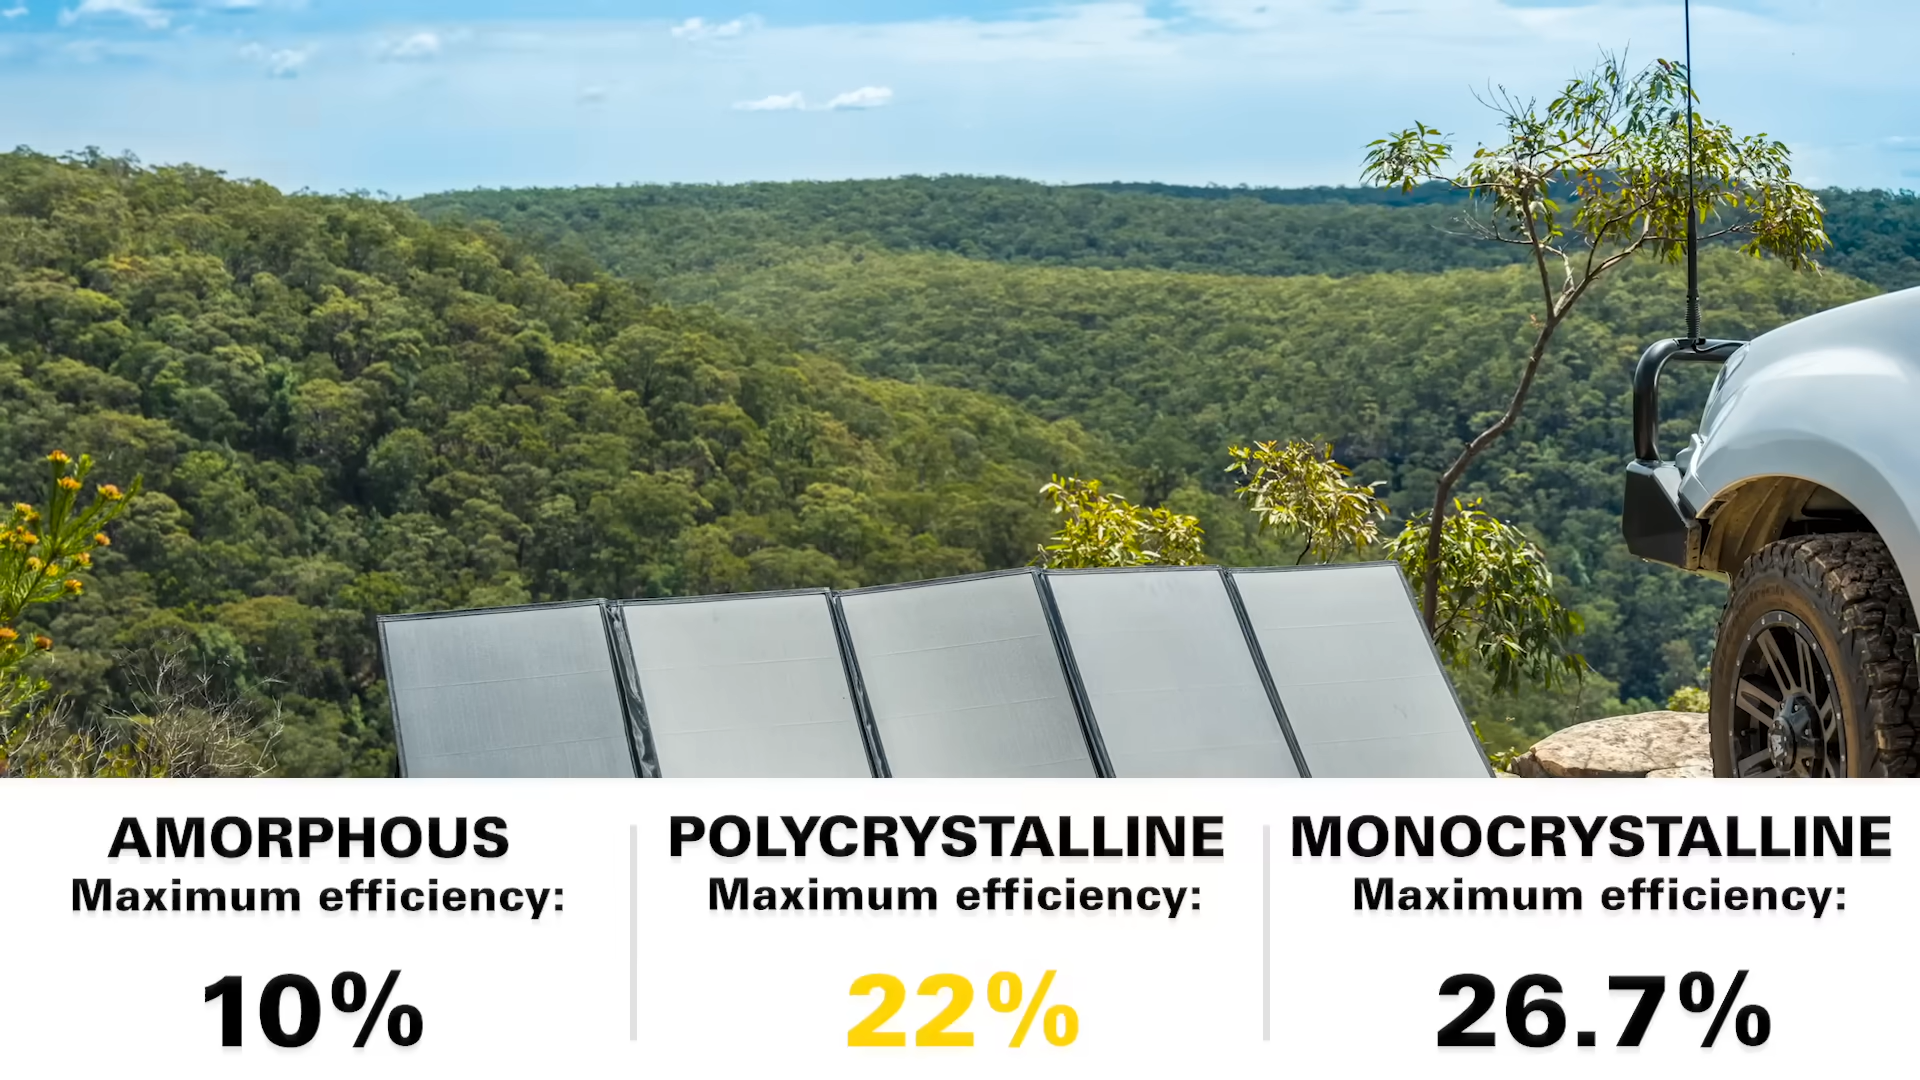 AMORPHOUS
Maximum efficiency:
10%
POLYCRYSTALLINE
Maximum efficiency:
22%
MONOCRYSTALLINE
Maximum efficiency:
26.7%